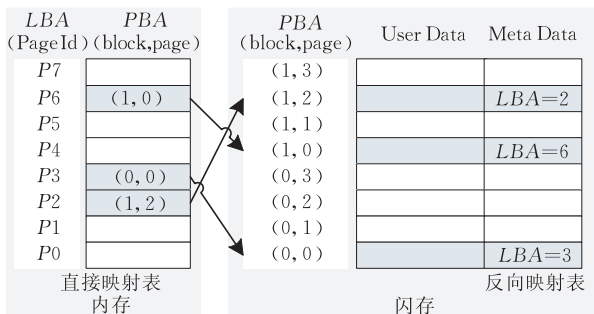 LBA PBA PBA
(PageId) (block,page) (block,page) User Data Meta Data
P7 (1,3)
P6 (1,0) (1,2) LBA=2
P5 (1,1)
P4 (1,0) LBA=6
P3 (0,0) (0,3)
P2 (1,2) (0,2)
P1 (0,1)
P0 (0,0) LBA=3
直接映射表 反向映射表
内存 闪存